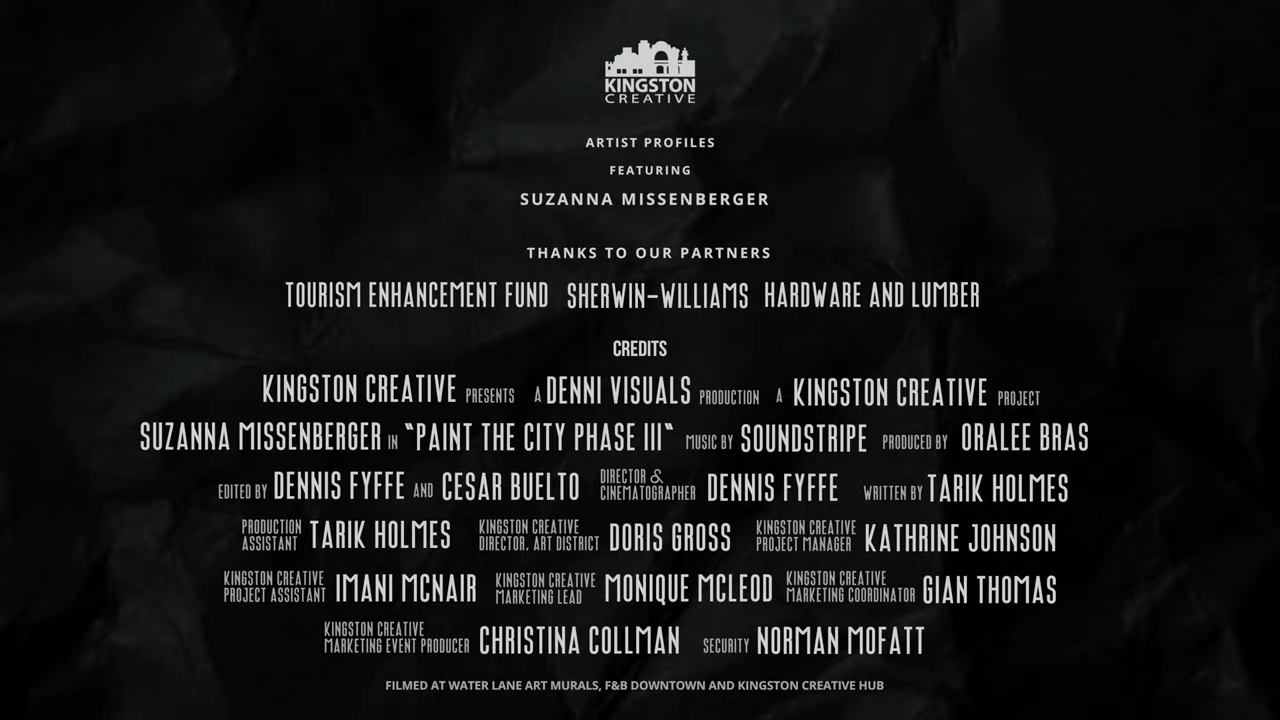 KINGSTON
CREATIVE
ARTIST PROFILES
FEATURING
SUZANNA MISSENBERGER
THANKS TO OUR PARTNERS
TOURISM ENHANCEMENT FUND SHERWIN-WILLIAMS HARDWARE AND LUMBER
CREDITS
KINGSTON CREATIVE PRESENTS A DENNI VISUALS PRODUCTION A KINGSTON CREATIVE PROJECT
SUZANNA MISSENBERGER IN "PAINT THE CITY PHASE III" MUSIC BY SOUNDSTRIPE PRODUCED BY ORALEE BRAS
EDITED BY DENNIS FYFFE AND CESAR BUELTO DIRECTOR & CINEMATOGRAPHER DENNIS FYFFE WRITTEN BY TARIK HOLMES
PRODUCTION ASSISTANT TARIK HOLMES KINGSTON CREATIVE DIRECTOR, ART DISTRICT DORIS GROSS KINGSTON CREATIVE PROJECT MANAGER KATHRINE JOHNSON
KINGSTON CREATIVE PROJECT ASSISTANT IMANI MCNAIR KINGSTON CREATIVE MARKETING LEAD MONIQUE MCLEOD KINGSTON CREATIVE MARKETING COORDINATOR GIAN THOMAS
KINGSTON CREATIVE MARKETING EVENT PRODUCER CHRISTINA COLLMAN SECURITY NORMAN MOFATT
FILMED AT WATER LANE ART MURALS, F&B DOWNTOWN AND KINGSTON CREATIVE HUB